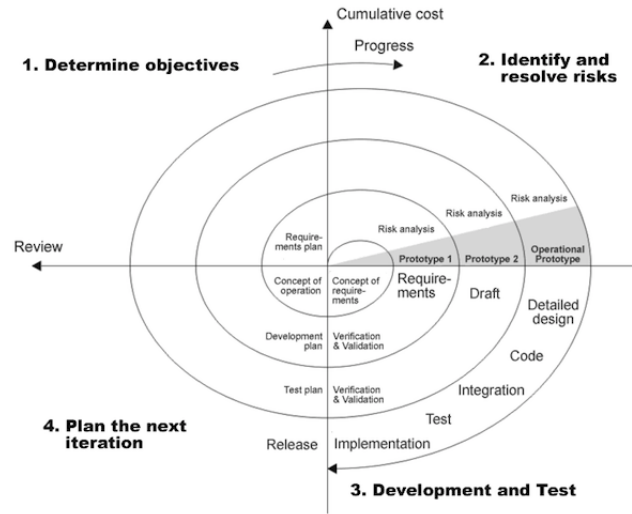 Cumulative cost
Progress
1. Determine objectives
2. Identify and
resolve risks
Risk analysis
Risk analysis
Risk analysis
Require-
ments plan
Review
Prototype 1
Prototype 2
Operational
Prototype
Concept of
operation
Concept of
require-
ments
Require-
ments
Draft
Detailed
design
Development
plan
Verification
& Validation
Code
Test plan
Verification
& Validation
Integration
Test
4. Plan the next
iteration
Release
Implementation
3. Development and Test